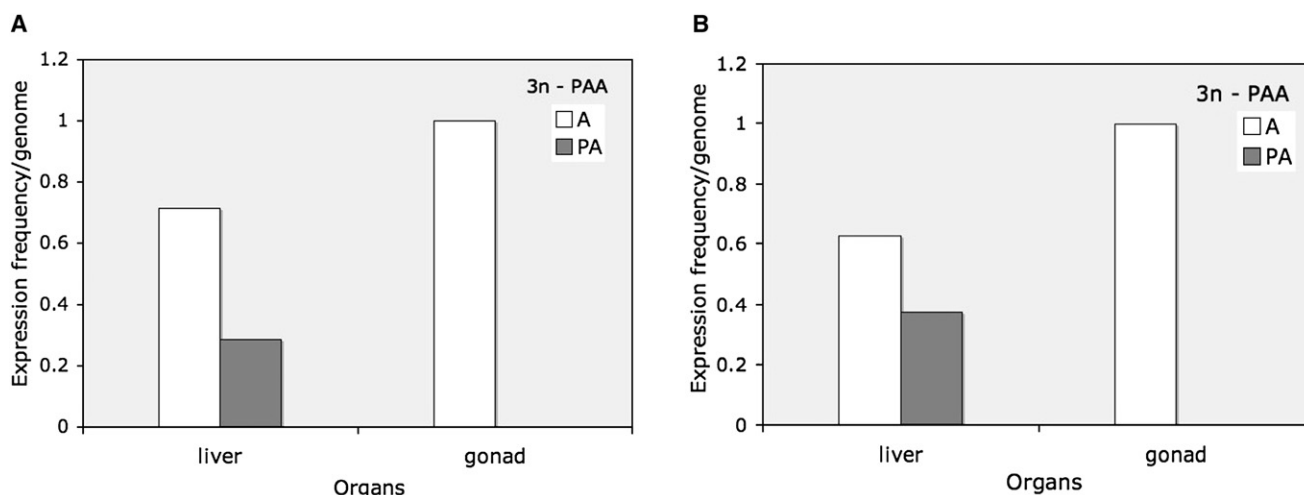 A
Expression frequency/genome
1.2
1
0.8
0.6
0.4
0.2
0
3n - PAA
A
PA
liver
gonad
Organs
B
Expression frequency/genome
1.2
1
0.8
0.6
0.4
0.2
0
3n - PAA
A
PA
liver
gonad
Organs